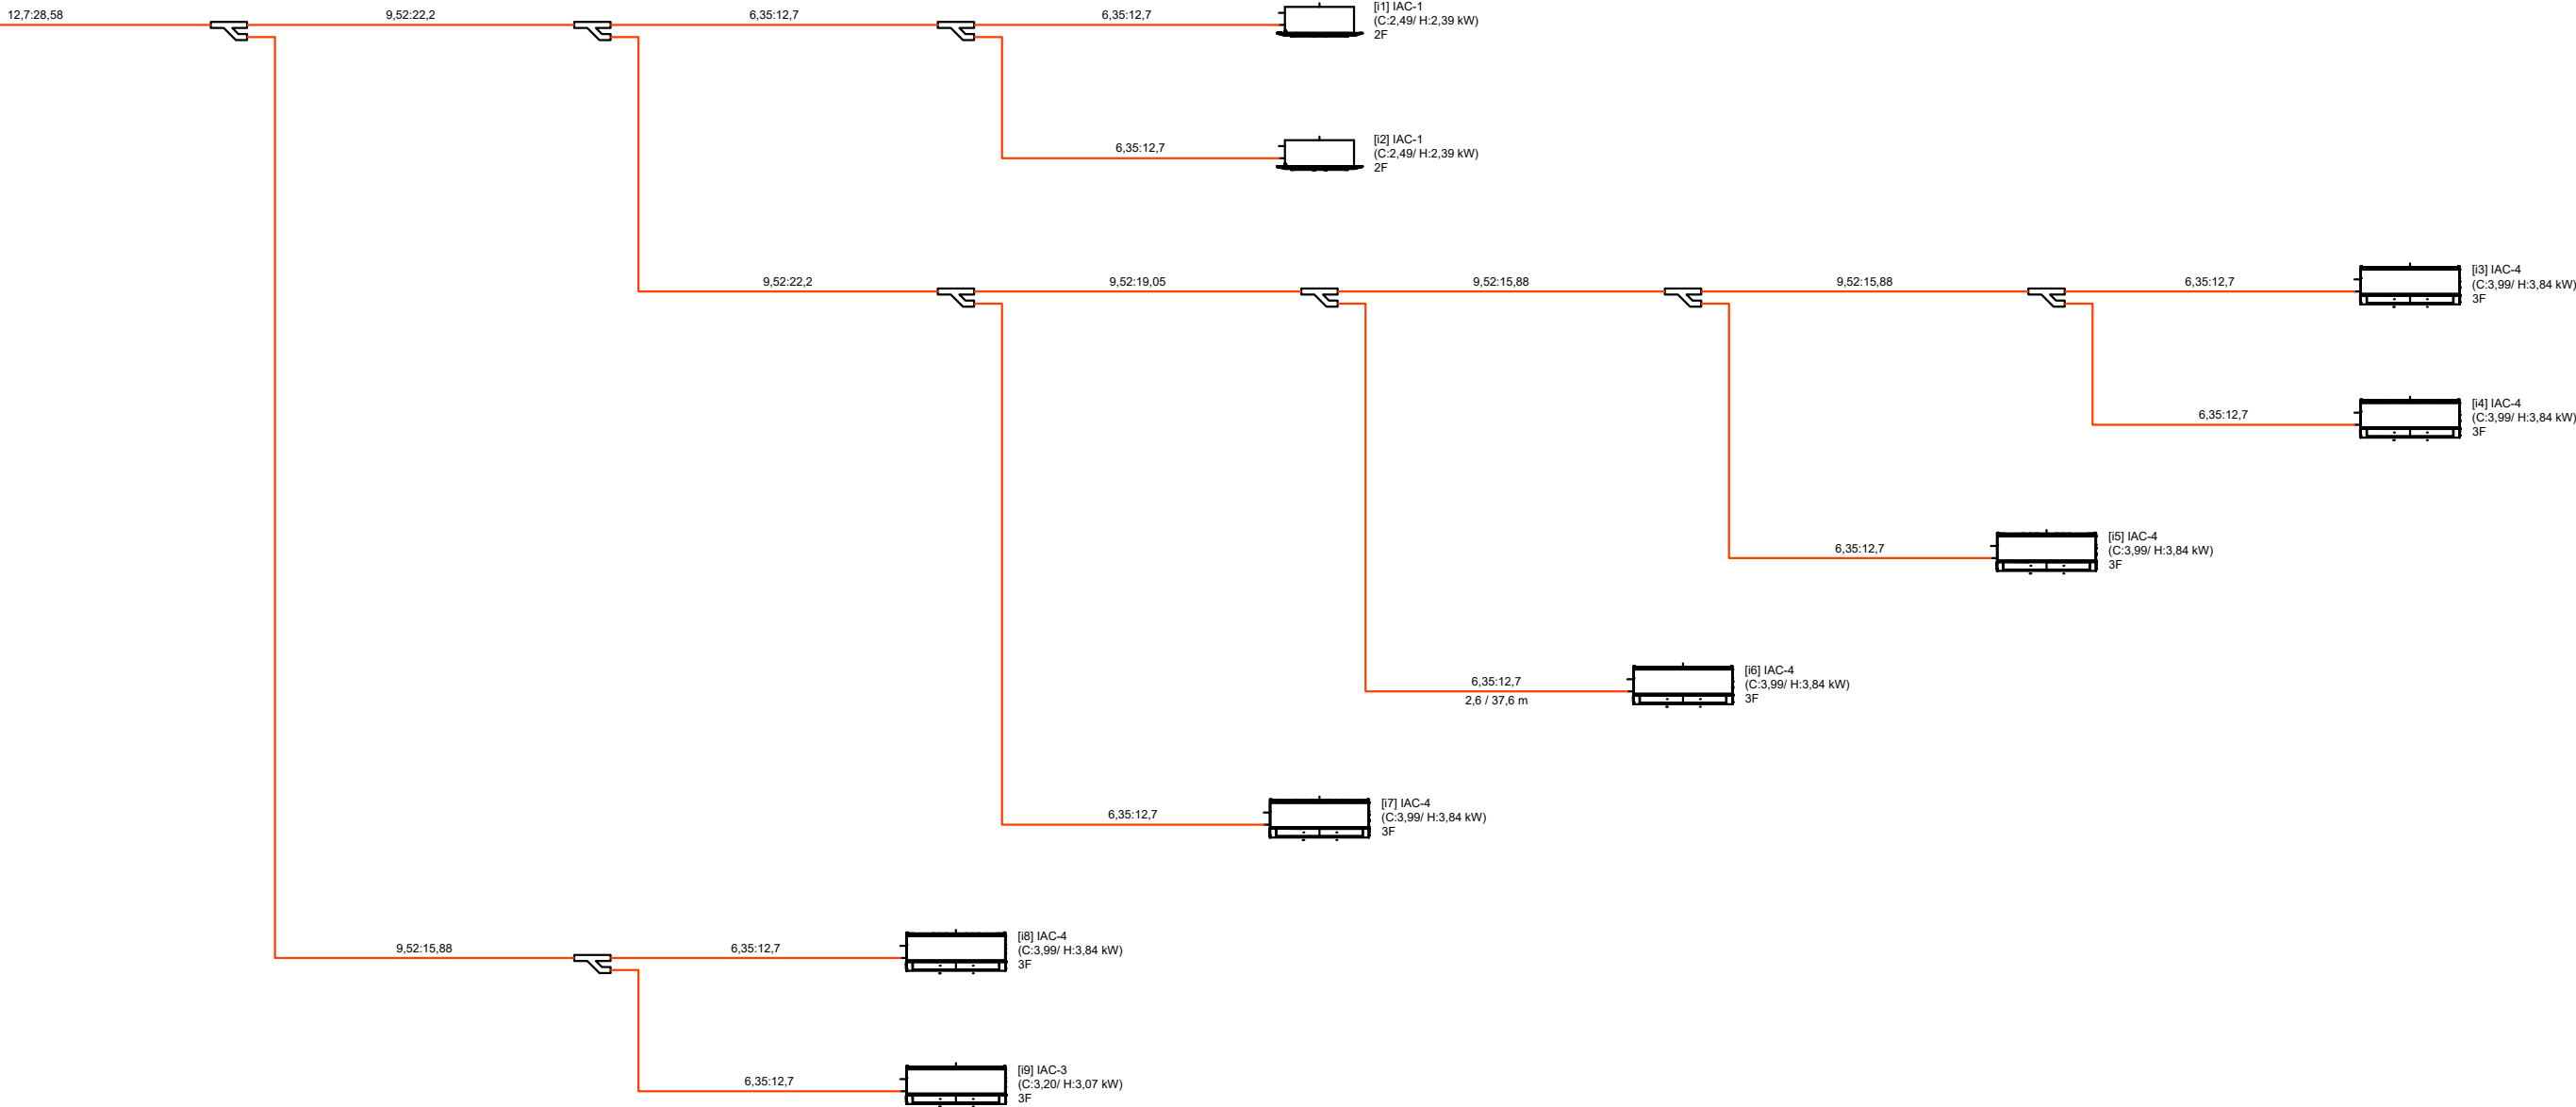 12,7:28,58
9,52:22,2
6,35:12,7
6,35:12,7
[i1] IAC-1
(C:2,49/ H:2,39 kW)
2F
6,35:12,7
[i2] IAC-1
(C:2,49/ H:2,39 kW)
2F
9,52:22,2
9,52:19,05
9,52:15,88
9,52:15,88
6,35:12,7
[i3] IAC-4
(C:3,99/ H:3,84 kW)
3F
6,35:12,7
[i4] IAC-4
(C:3,99/ H:3,84 kW)
3F
6,35:12,7
[i5] IAC-4
(C:3,99/ H:3,84 kW)
3F
6,35:12,7
2,6 / 37,6 m
[i6] IAC-4
(C:3,99/ H:3,84 kW)
3F
6,35:12,7
[i7] IAC-4
(C:3,99/ H:3,84 kW)
3F
9,52:15,88
6,35:12,7
[i8] IAC-4
(C:3,99/ H:3,84 kW)
3F
6,35:12,7
[i9] IAC-3
(C:3,20/ H:3,07 kW)
3F